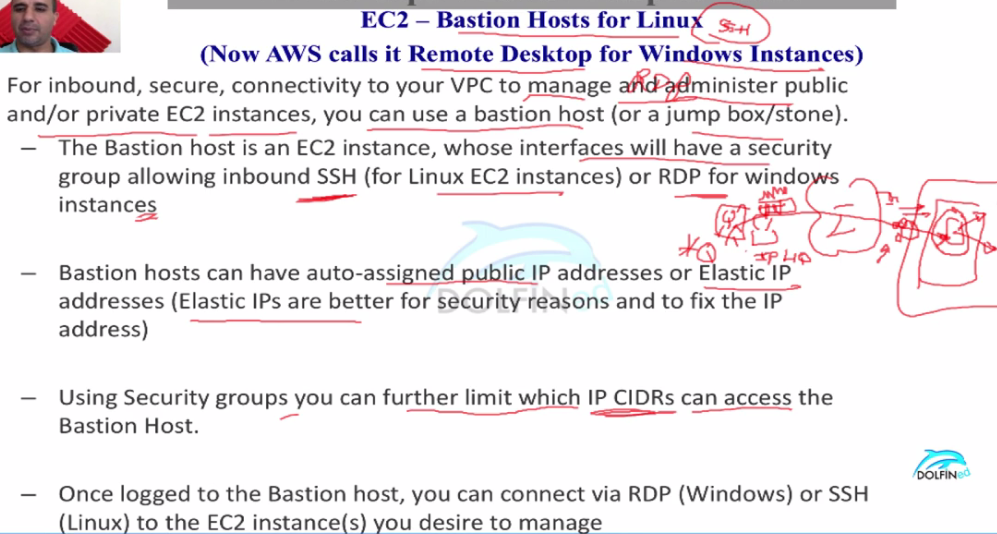 EC2 – Bastion Hosts for Linux
SSH
(Now AWS calls it Remote Desktop for Windows Instances)
For inbound, secure, connectivity to your VPC to manage and administer public
RDP
and/or private EC2 instances, you can use a bastion host (or a jump box/stone).
– The Bastion host is an EC2 instance, whose interfaces will have a security
group allowing inbound SSH (for Linux EC2 instances) or RDP for windows
instances
– Bastion hosts can have auto-assigned public IP addresses or Elastic IP
addresses (Elastic IPs are better for security reasons and to fix the IP
address)
DOLFINed
– Using Security groups you can further limit which IP CIDRs can access the
Bastion Host.
DOLFINed
– Once logged to the Bastion host, you can connect via RDP (Windows) or SSH
(Linux) to the EC2 instance(s) you desire to manage